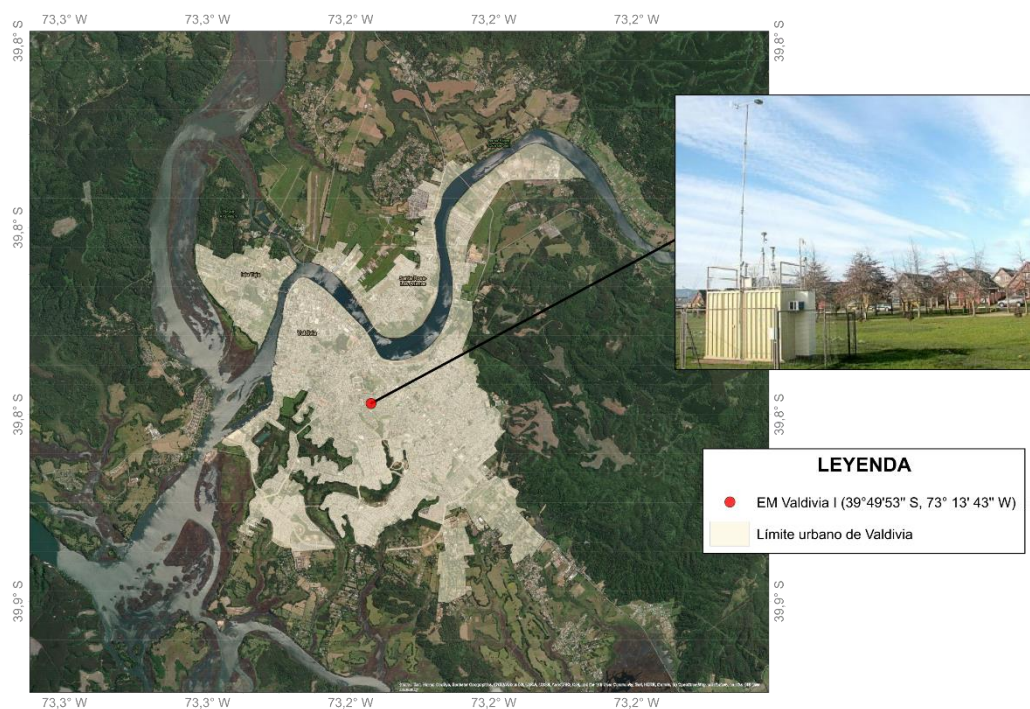 73,3° W 73,3° W 73,2° W 73,2° W 73,2° W
39,8° S 39,8° S
39,8° S 39,8° S
Isla Teja
Valdivia
39,8° S 39,8° S
LEYENDA
EM Valdivia I (39°49'53" S, 73° 13' 43" W)
Límite urbano de Valdivia
39,9° S 39,9° S
73,3° W 73,3° W 73,2° W 73,2° W 73,2° W